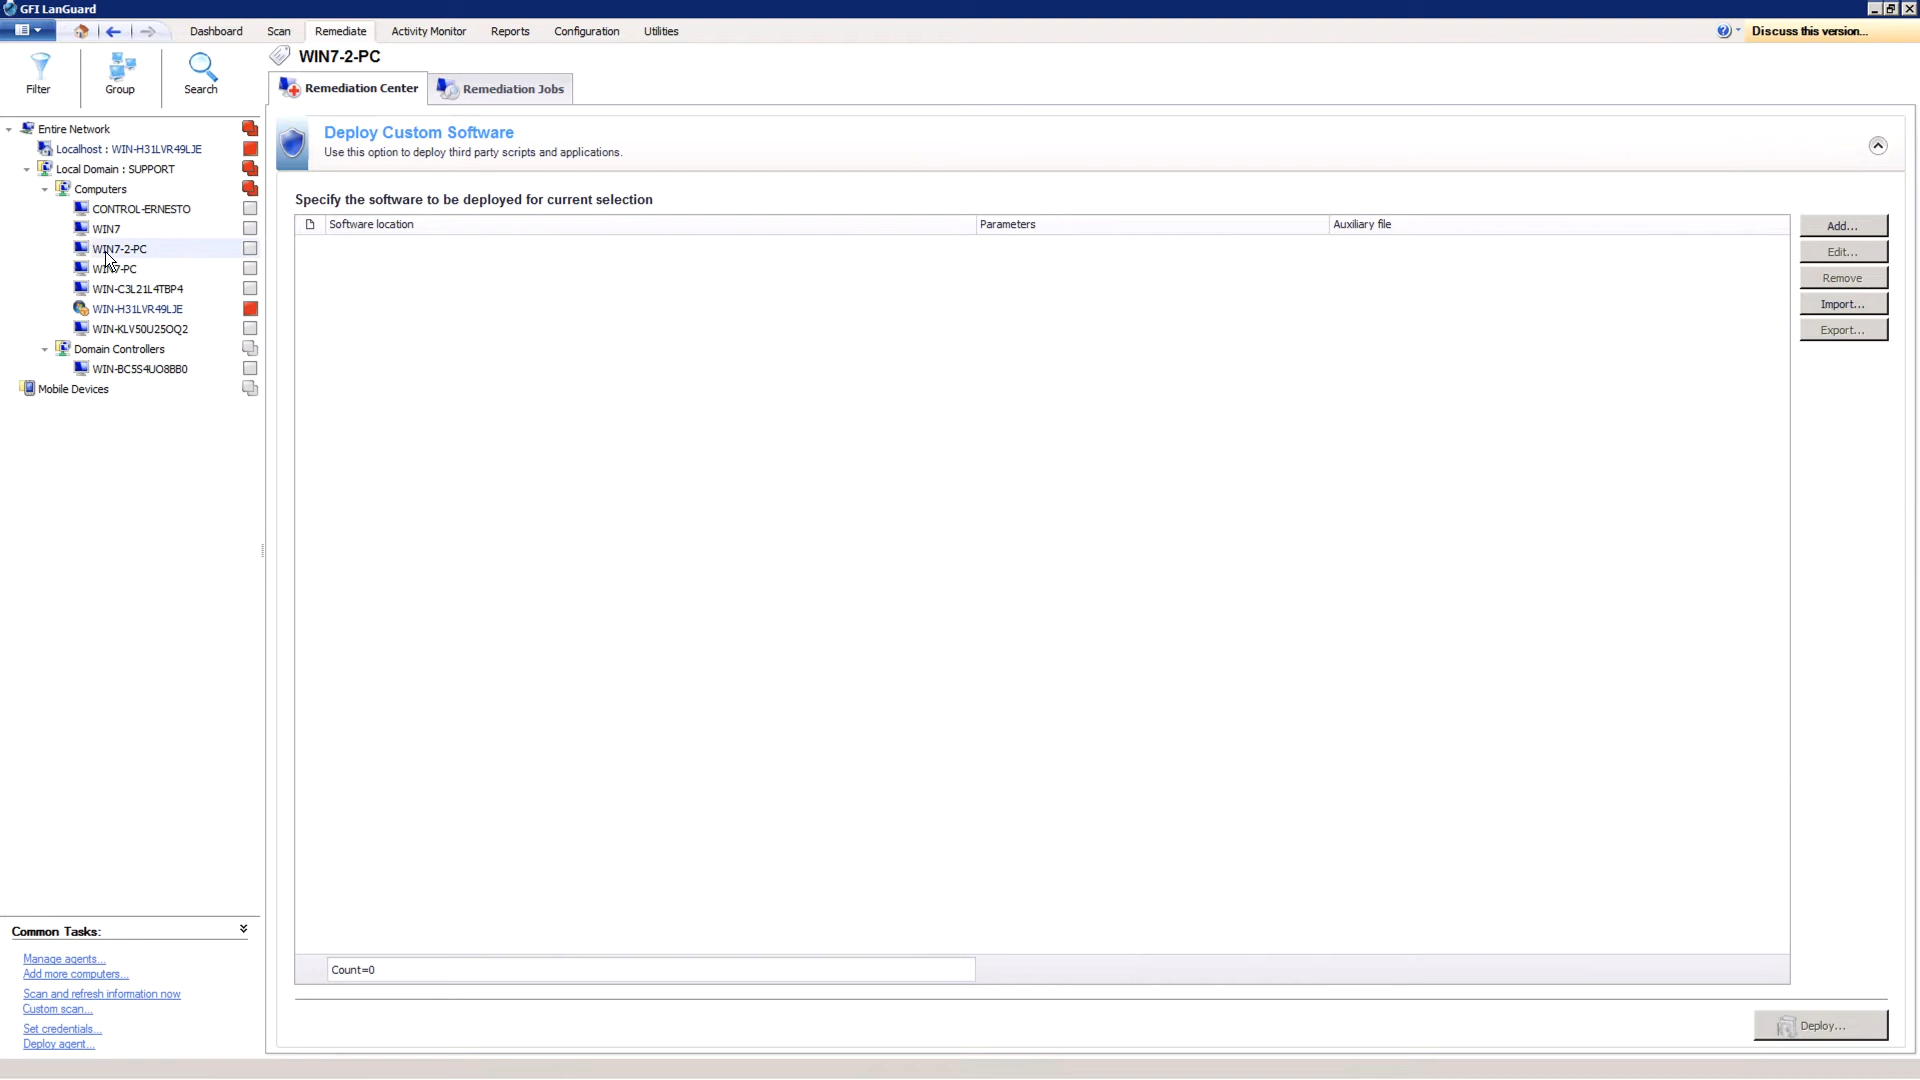 GFI LanGuard
Dashboard
Scan
Remediate
Activity Monitor
Reports
Configuration
Utilities
Discuss this version...
Filter
Group
Search
WIN7-2-PC
Remediation Center
Remediation Jobs
Entire Network
Localhost : WIN-H31LVR49LJE
Local Domain : SUPPORT
Computers
CONTROL-ERNESTO
WIN7
WIN7-2-PC
WIN7-PC
WIN-C3L21L4TBP4
WIN-H31LVR49LJE
WIN-KLV50U25OQ2
Domain Controllers
WIN-BC5S4UO8BB0
Mobile Devices
Deploy Custom Software
Use this option to deploy third party scripts and applications.
Specify the software to be deployed for current selection
Software location
Parameters
Auxiliary file
Add...
Edit...
Remove
Import...
Export...
Count=0
Deploy...
Common Tasks:
Manage agents...
Add more computers...
Scan and refresh information now
Custom scan...
Set credentials...
Deploy agent...